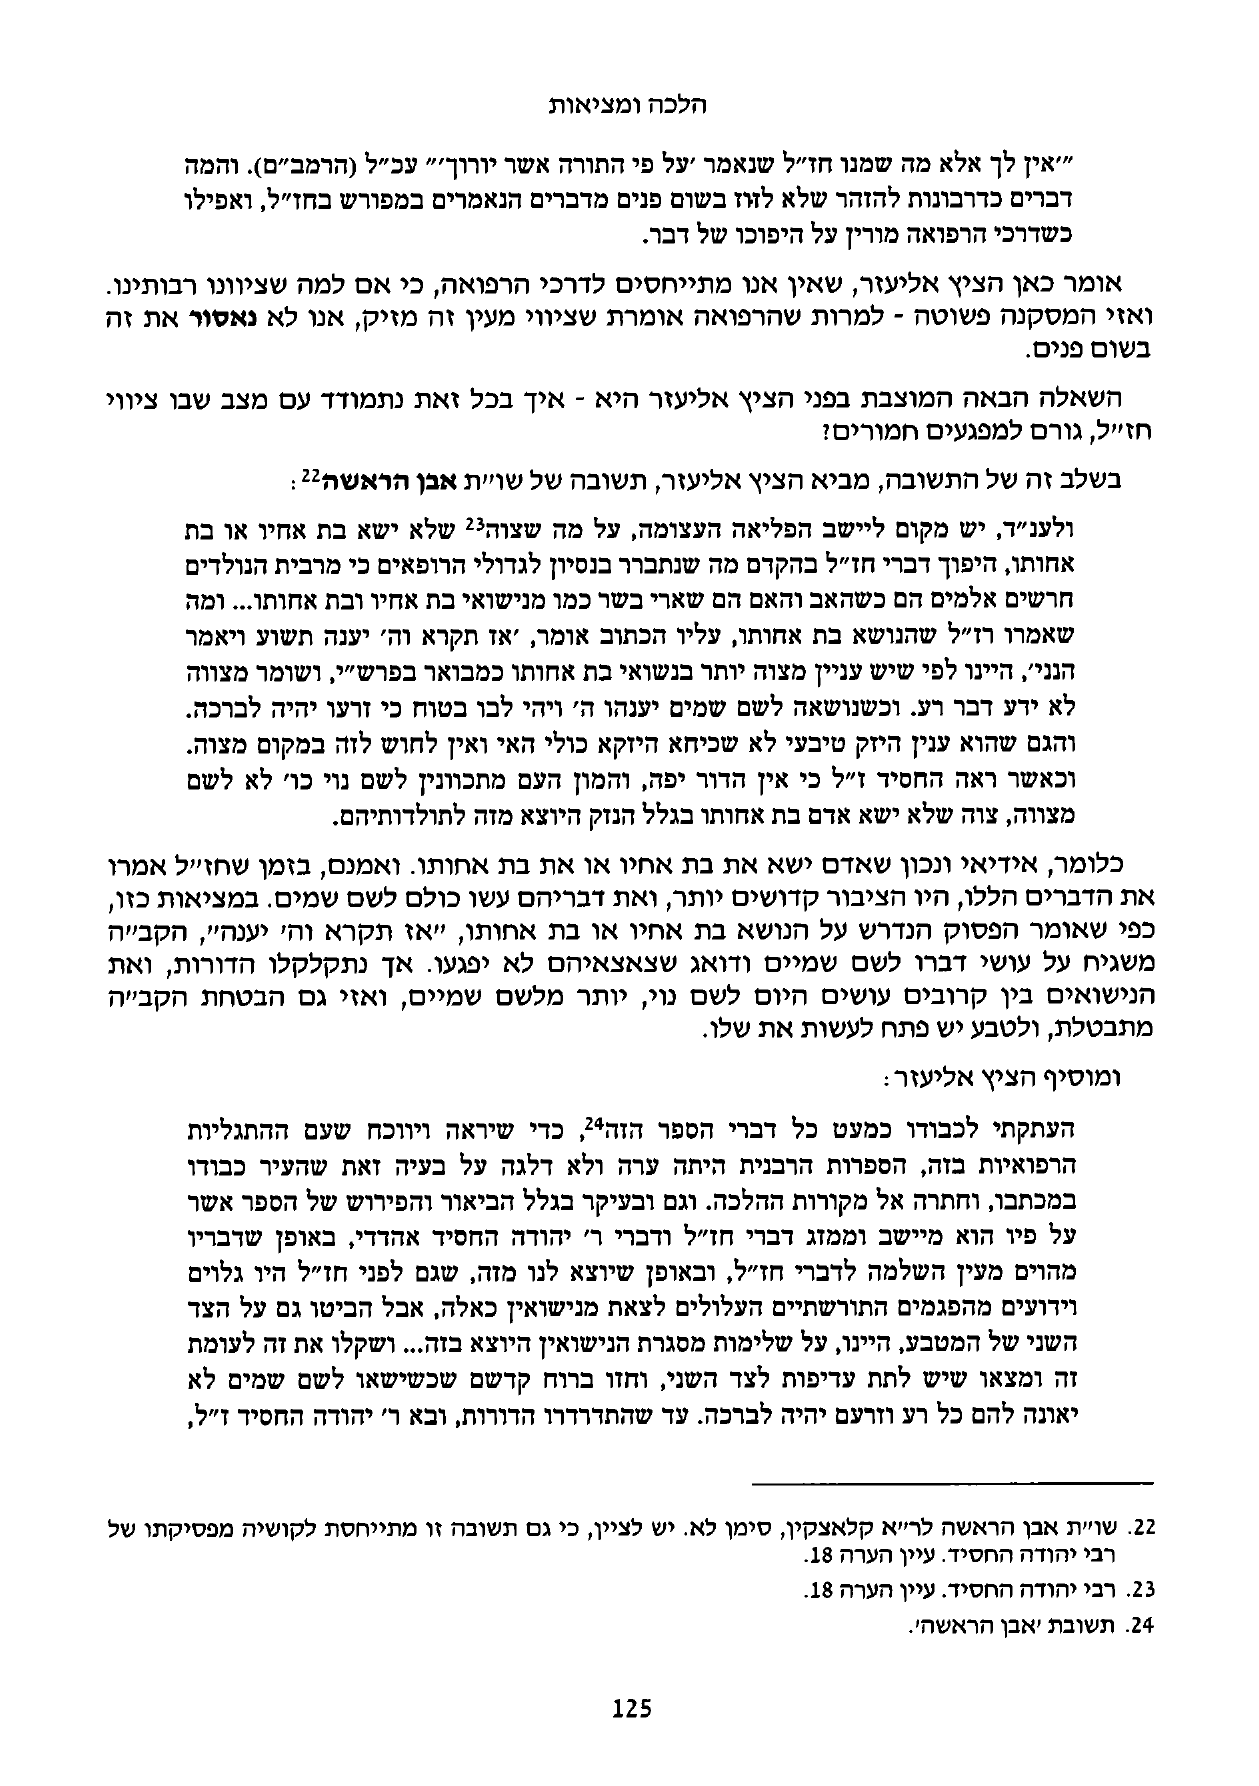 הלכה ומציאות
"'אין לך אלא מה שמנו חז"ל שנאמר 'על פי התורה אשר יורוך'" עכ"ל (הרמב"ם). והמה
דברים כדרבונות להזהר שלא לזוז בשום פנים מדברים הנאמרים במפורש בחז"ל, ואפילו
כשדרכי הרפואה מורין על היפוכו של דבר.
אומר כאן הציץ אליעזר, שאין אנו מתייחסים לדרכי הרפואה, כי אם למה שציוונו רבותינו.
ואזי המסקנה פשוטה - למרות שהרפואה אומרת שציווי מעין זה מזיק, אנו לא נאסור את זה
בשום פנים.
השאלה הבאה המוצבת בפני הציץ אליעזר היא - איך בכל זאת נתמודד עם מצב שבו ציווי
חז"ל, גורם למפגעים חמורים?
בשלב זה של התשובה, מביא הציץ אליעזר, תשובה של שו"ת אבן הראשה22:
ולענ"ד, יש מקום ליישב הפליאה העצומה, על מה שצוה23 שלא ישא בת אחיו או בת
אחותו, היפוך דברי חז"ל בהקדם מה שנתברר בנסיון לגדולי הרופאים כי מרבית הנולדים
חרשים אלמים הם כשהאב והאם הם שארי בשר כמו מנישואי בת אחיו ובת אחותו... ומה
שאמרו רז"ל שהנושא בת אחותו, עליו הכתוב אומר, 'אז תקרא וה' יענה תשוע ויאמר
הנני', היינו לפי שיש עניין מצוה יותר בנשואי בת אחותו כמבואר בפרש"י, ושומר מצווה
לא ידע דבר רע. וכשנושאה לשם שמים יענהו ה' ויהי לבו בטוח כי זרעו יהיה לברכה.
והגם שהוא ענין היזק טיבעי לא שכיחא היזקא כולי האי ואין לחוש לזה במקום מצוה.
וכאשר ראה החסיד ז"ל כי אין הדור יפה, והמון העם מתכוונין לשם נוי כו' לא לשם
מצווה, צוה שלא ישא אדם בת אחותו בגלל הנזק היוצא מזה לתולדותיהם.
כלומר, אידיאי ונכון שאדם ישא את בת אחיו או את בת אחותו. ואמנם, בזמן שחז"ל אמרו
את הדברים הללו, היו הציבור קדושים יותר, ואת דבריהם עשו כולם לשם שמים. במציאות כזו,
כפי שאומר הפסוק הנדרש על הנושא בת אחיו או בת אחותו, "אז תקרא וה' יענה", הקב"ה
משגיח על עושי דברו לשם שמיים ודואג שצאצאיהם לא יפגעו. אך נתקלקלו הדורות, ואת
הנישואים בין קרובים עושים היום לשם נוי, יותר מלשם שמיים, ואזי גם הבטחת הקב"ה
מתבטלת, ולטבע יש פתח לעשות את שלו.
ומוסיף הציץ אליעזר:
העתקתי לכבודו כמעט כל דברי הספר הזה24, כדי שיראה ויווכח שעם ההתגליות
הרפואיות בזה, הספרות הרבנית היתה ערה ולא דלגה על בעיה זאת שהעיר כבודו
במכתבו, וחתרה אל מקורות ההלכה. וגם ובעיקר בגלל הביאור והפירוש של הספר אשר
על פיו הוא מיישב וממזג דברי חז"ל ודברי ר' יהודה החסיד אהדדי, באופן שדבריו
מהוים מעין השלמה לדברי חז"ל, ובאופן שיוצא לנו מזה, שגם לפני חז"ל היו גלוים
וידועים מהפגמים התורשתיים העלולים לצאת מנישואין כאלה, אבל הביטו גם על הצד
השני של המטבע, היינו, על שלימות מסגרת הנישואין היוצא בזה... ושקלו את זה לעומת
זה ומצאו שיש לתת עדיפות לצד השני, וחזו ברוח קדשם שכשישאו לשם שמים לא
יאונה להם כל רע וזרעם יהיה לברכה. עד שהתדרדרו הדורות, ובא ר' יהודה החסיד ז"ל,
22. שו"ת אבן הראשה לר"א קלאצקין, סימן לא. יש לציין, כי גם תשובה זו מתייחסת לקושיה מפסיקתו של
רבי יהודה החסיד. עיין הערה 18.
23. רבי יהודה החסיד. עיין הערה 18.
24. תשובת 'אבן הראשה'.
125